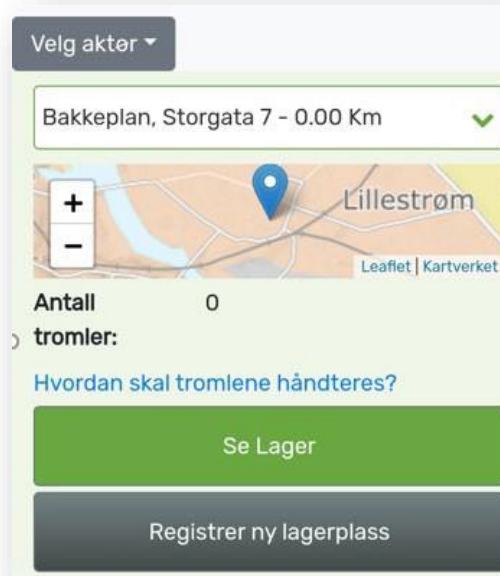 Velg aktør
Bakkeplan, Storgata 7 - 0.00 Km
+
Lillestrøm
−
Leaflet | Kartverket
Antall 0
tromler:
Hvordan skal tromlene håndteres?
Se Lager
Registrer ny lagerplass